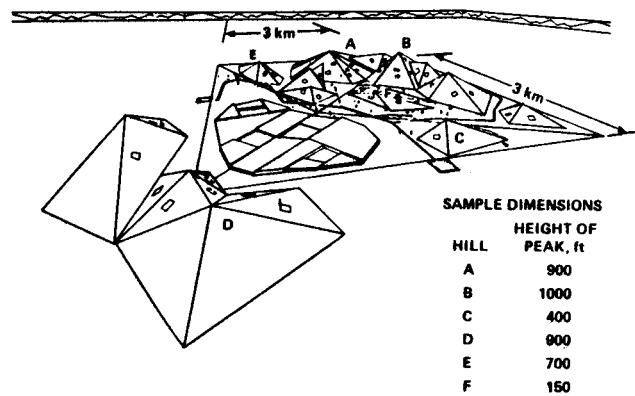 3 km
A
B
E
3 km
F
C
D
SAMPLE DIMENSIONS
HEIGHT OF
HILL PEAK, ft
A 900
B 1000
C 400
D 900
E 700
F 150